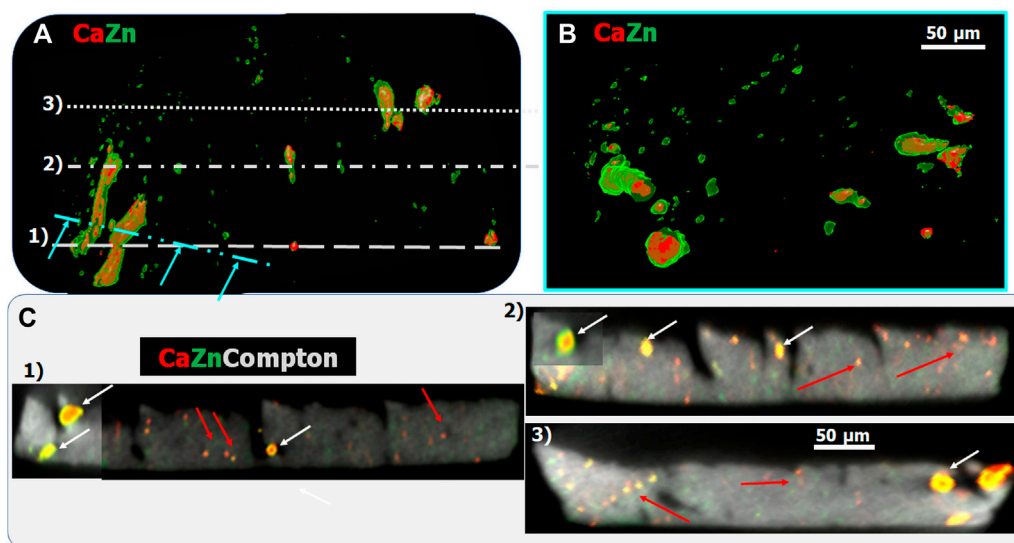 A CaZn
3)
2)
1)
B CaZn 50 µm
C
CaZnCompton
1)
2)
3) 50 µm